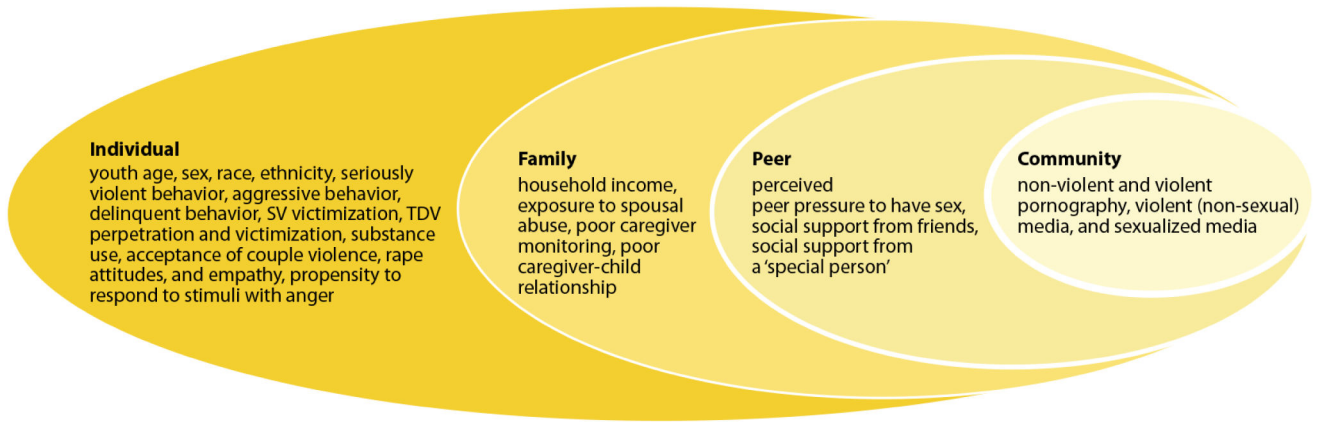 Individual
youth age, sex, race, ethnicity, seriously
violent behavior, aggressive behavior,
delinquent behavior, SV victimization, TDV
perpetration and victimization, substance
use, acceptance of couple violence, rape
attitudes, and empathy, propensity to
respond to stimuli with anger
Family
household income,
exposure to spousal
abuse, poor caregiver
monitoring, poor
caregiver-child
relationship
Peer
perceived
peer pressure to have sex,
social support from friends,
social support from
a ‘special person’
Community
non-violent and violent
pornography, violent (non-sexual)
media, and sexualized media